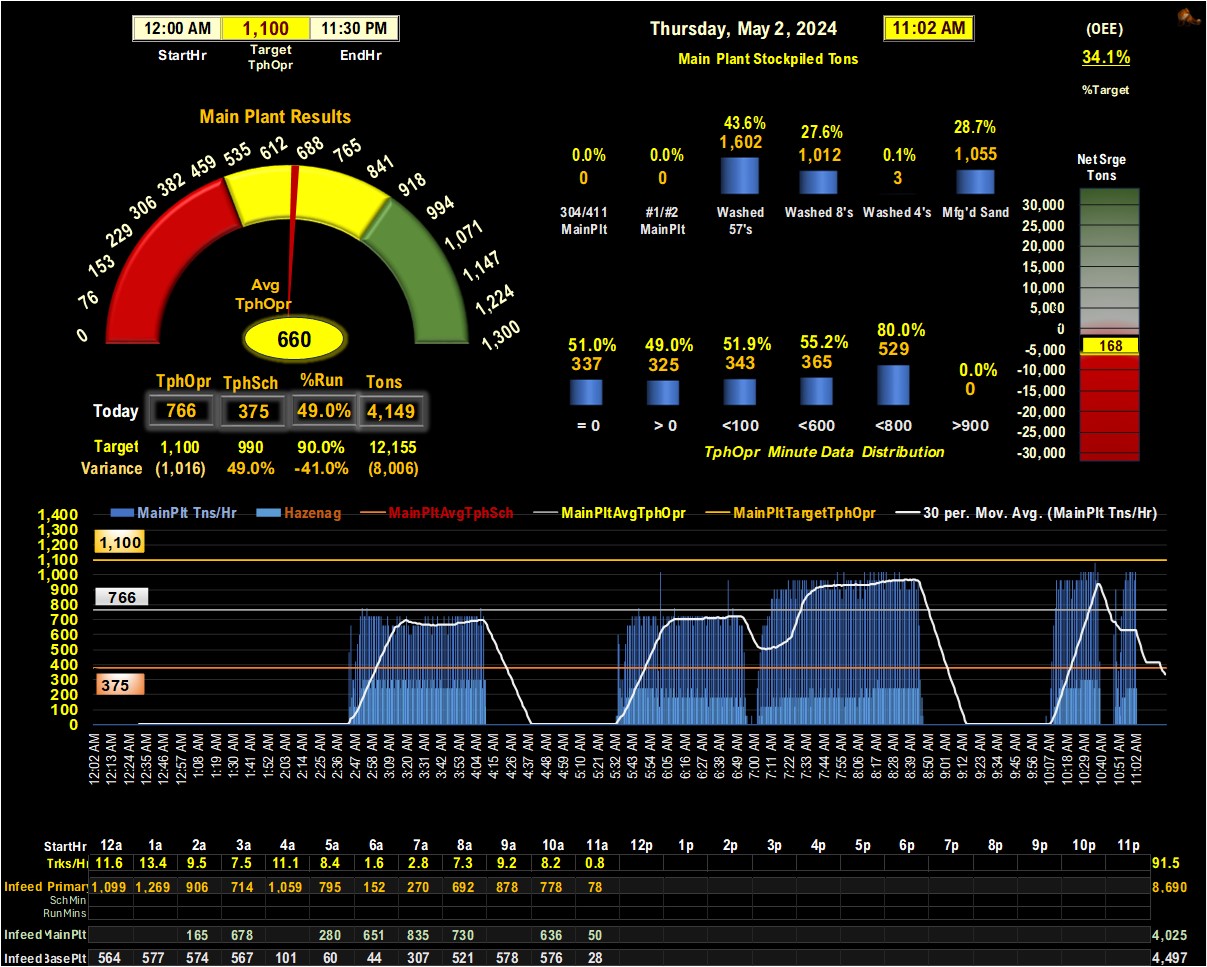 12:00 AM 1,100 11:30 PM
StartHr Target TphOpr EndHr
Thursday, May 2, 2024 11:02 AM
Main Plant Stockpiled Tons
(OEE)
34.1%
%Target
Main Plant Results
0 76 153 229 306 382 459 535 612 688 765 841 918 994 1,071 1,147 1,224 1,300
Avg
TphOpr
660
43.6% 27.6% 28.7%
1,602 1,012 1,055
0.0% 0.0% 0.1%
0 0 3
304/411 MainPlt #1/#2 MainPlt Washed 57's Washed 8's Washed 4's Mfg'd Sand
Net Srge
Tons
30,000
25,000
20,000
15,000
10,000
5,000
0
-5,000
168
-10,000
-15,000
-20,000
-25,000
-30,000
51.0% 49.0% 51.9% 55.2% 80.0% 0.0%
337 325 343 365 529 0
= 0 > 0 <100 <600 <800 >900
TphOpr Minute Data Distribution
TphOpr TphSch %Run Tons
Today 766 375 49.0% 4,149
Target 1,100 990 90.0% 12,155
Variance (1,016) 49.0% -41.0% (8,006)
MainPlt Tns/Hr Hazenag MainPltAvgTphSch MainPltAvgTphOpr MainPltTargetTphOpr 30 per. Mov. Avg. (MainPlt Tns/Hr)
1,400
1,300
1,200
1,100
1,000
900
800
700
600
500
400
300
200
100
0
1,100
766
375
12:02 AM 12:13 AM 12:24 AM 12:35 AM 12:46 AM 12:57 AM 1:08 AM 1:19 AM 1:30 AM 1:41 AM 1:52 AM 2:03 AM 2:14 AM 2:25 AM 2:36 AM 2:47 AM 2:58 AM 3:09 AM 3:20 AM 3:31 AM 3:42 AM 3:53 AM 4:04 AM 4:15 AM 4:26 AM 4:37 AM 4:48 AM 4:59 AM 5:10 AM 5:21 AM 5:32 AM 5:43 AM 5:54 AM 6:05 AM 6:16 AM 6:27 AM 6:38 AM 6:49 AM 7:00 AM 7:11 AM 7:22 AM 7:33 AM 7:44 AM 7:55 AM 8:06 AM 8:17 AM 8:28 AM 8:39 AM 8:50 AM 9:01 AM 9:12 AM 9:23 AM 9:34 AM 9:45 AM 9:56 AM 10:07 AM 10:18 AM 10:29 AM 10:40 AM 10:51 AM 11:02 AM
StartHr 12a 1a 2a 3a 4a 5a 6a 7a 8a 9a 10a 11a 12p 1p 2p 3p 4p 5p 6p 7p 8p 9p 10p 11p
Trks/Hr 11.6 13.4 9.5 7.5 11.1 8.4 1.6 2.8 7.3 9.2 8.2 0.8 91.5
Infeed Primary 1,099 1,269 906 714 1,059 795 152 270 692 878 778 78 8,690
SchMin
RunMins
Infeed MainPlt 165 678 280 651 835 730 636 50 4,025
Infeed BasePlt 564 577 574 567 101 60 44 307 521 578 576 28 4,497